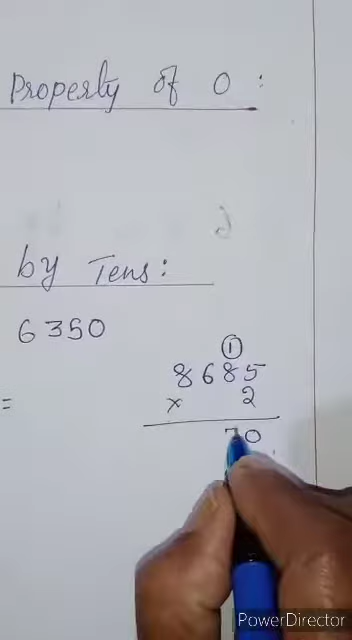 Property of 0 :
by Tens:
6350
=
①
8685
× 2
70
PowerDirector